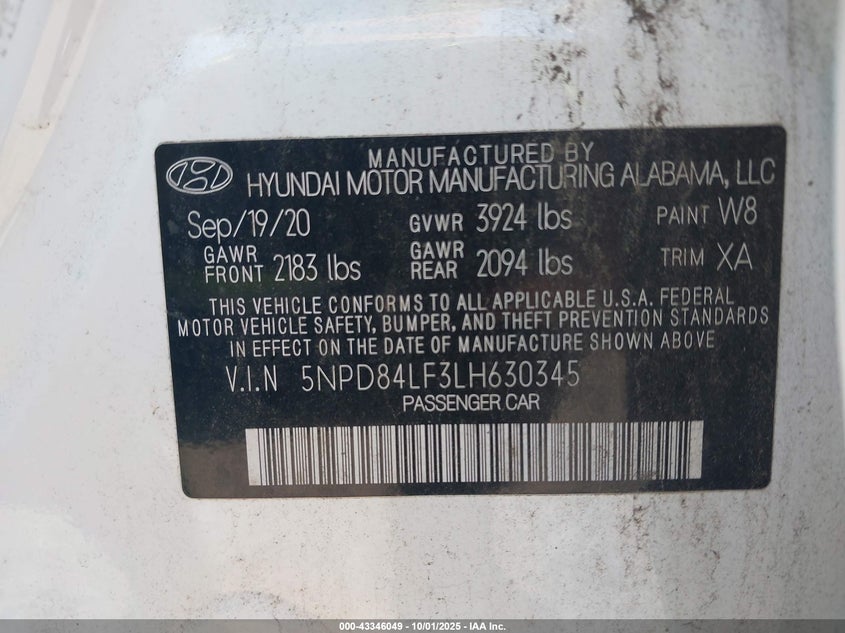 MANUFACTURED BY
HYUNDAI MOTOR MANUFACTURING ALABAMA, LLC
Sep/19/20 GVWR 3924 lbs PAINT W8
GAWR FRONT 2183 lbs GAWR REAR 2094 lbs TRIM XA
THIS VEHICLE CONFORMS TO ALL APPLICABLE U.S.A. FEDERAL
MOTOR VEHICLE SAFETY, BUMPER, AND THEFT PREVENTION STANDARDS
IN EFFECT ON THE DATE OF MANUFACTURE SHOWN ABOVE
V.I.N 5NPD84LF3LH630345
PASSENGER CAR
000-43346049 - 10/01/2025 - IAA Inc.